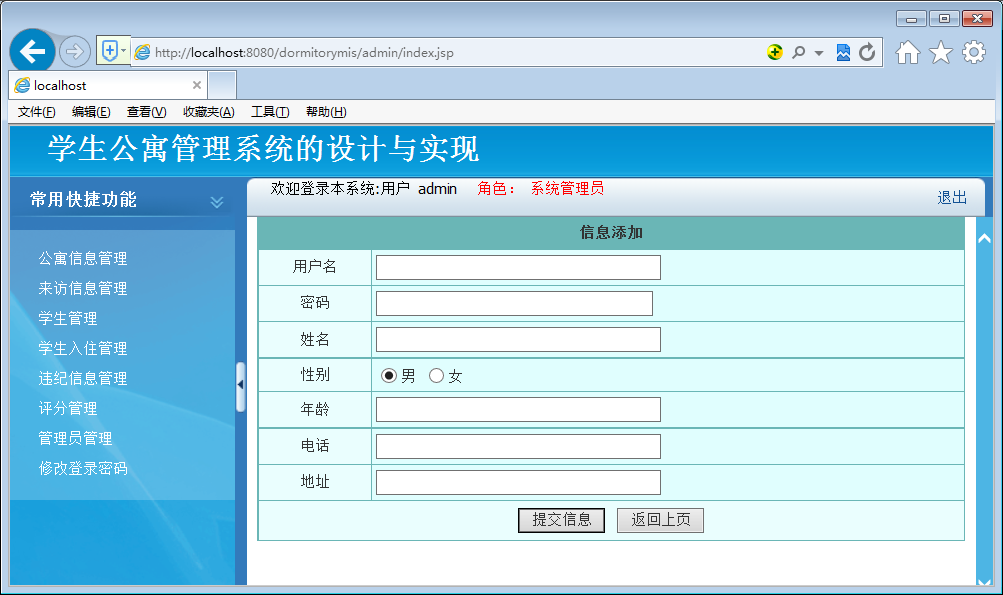 http://localhost:8080/dormitorymis/admin/index.jsp
localhost
文件(F) 编辑(E) 查看(V) 收藏夹(A) 工具(T) 帮助(H)
学生公寓管理系统的设计与实现
常用快捷功能
欢迎登录本系统:用户 admin 角色： 系统管理员
退出
公寓信息管理
来访信息管理
学生管理
学生入住管理
违纪信息管理
评分管理
管理员管理
修改登录密码
信息添加
用户名
密码
姓名
性别 男 女
年龄
电话
地址
提交信息 返回上页